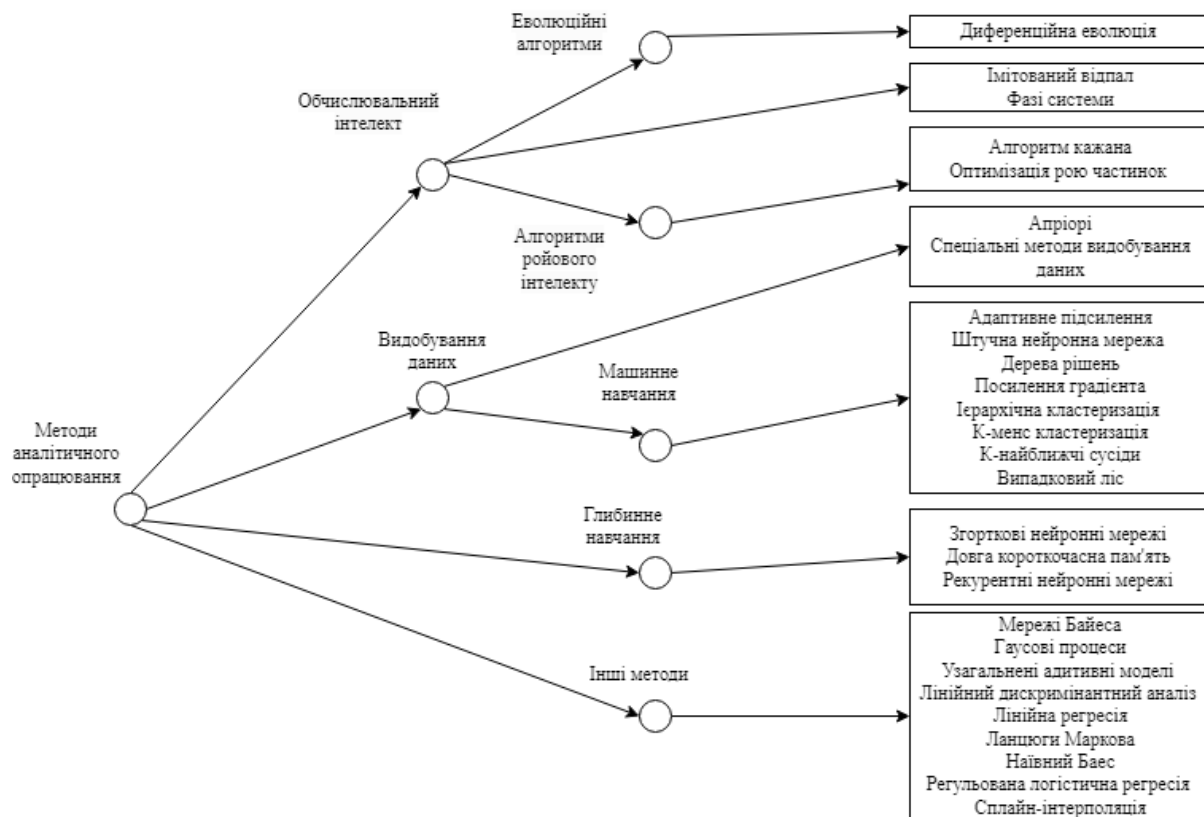 Еволюційні
алгоритми
Диференційна еволюція
Імітований відпал
Фазі системи
Обчислювальний
інтелект
Алгоритм кажана
Оптимізація рою частинок
Алгоритми
ройового
інтелекту
Апріорі
Спеціальні методи видобування
даних
Видобування
даних
Машинне
навчання
Адаптивне підсилення
Штучна нейронна мережа
Дерева рішень
Посилення градієнта
Ієрархічна кластеризація
К-менс кластеризація
К-найближчі сусіди
Випадковий ліс
Методи
аналітичного
опрацювання
Глибинне
навчання
Згорткові нейронні мережі
Довга короткочасна пам'ять
Рекурентні нейронні мережі
Інші методи
Мережі Байеса
Гаусові процеси
Узагальнені адитивні моделі
Лінійний дискримінантний аналіз
Лінійна регресія
Ланцюги Маркова
Наївний Баес
Регульована логістична регресія
Сплайн-інтерполяція